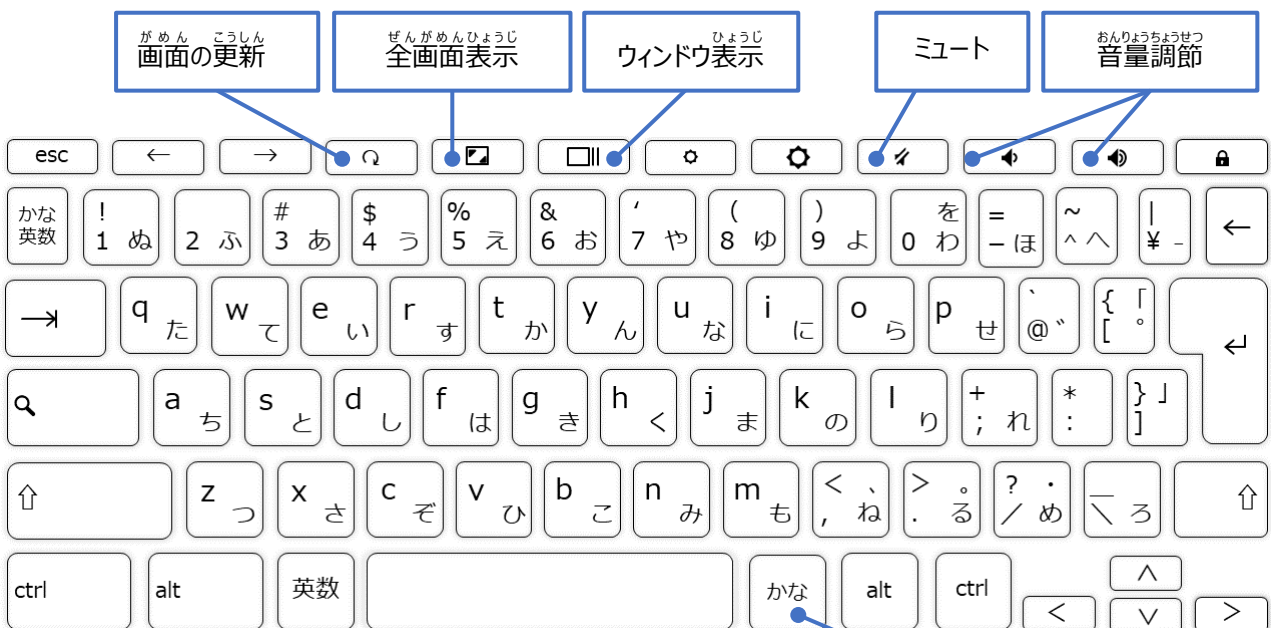 がめん こうしん
画面の更新
ぜんがめんひょうじ
全画面表示
ひょうじ
ウィンドウ表示
ミュート
おんりょうちょうせつ
音量調節
esc ← →
かな 英数 ! 1 ぬ 2 ふ # 3 あ $ 4 う % 5 え & 6 お ‘ 7 や ( 8 ゆ ) 9 よ を 0 わ = − ほ ~ ^ へ | ¥ − ←
→| q た w て e い r す t か y ん u な i に o ら p せ ` @ ゛ { 「 [ ゜ ↵
a ち s と d し f は g き h く j ま k の l り + ; れ * : } 」 ]
⇧ z つ x さ c ぞ v ひ b こ n み m も < 、 , ね > 。 . る ? ・ / め _ \ ろ ⇧
ctrl alt 英数 かな alt ctrl < ∧ ∨ >